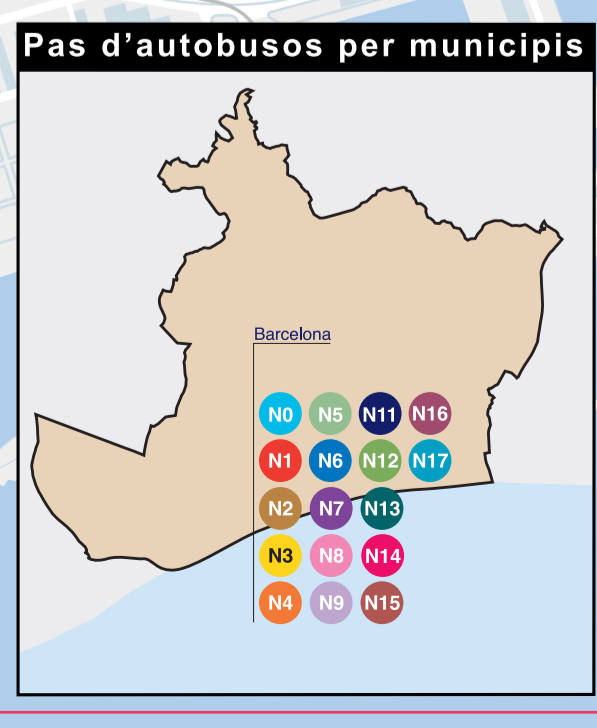 Pas d'autobusos per municipis
Barcelona
N0 N5 N11 N16
N1 N6 N12 N17
N2 N7 N13
N3 N8 N14
N4 N9 N15